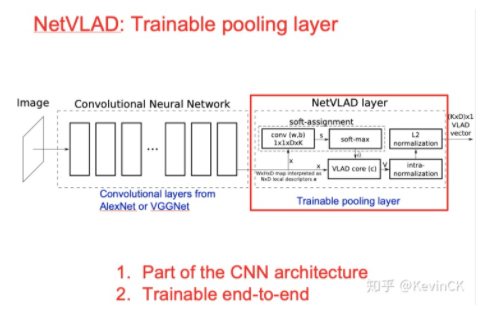 NetVLAD: Trainable pooling layer
Image
Convolutional Neural Network
NetVLAD layer
(KxD)x1
VLAD
vector
soft-assignment
conv (w,b)
1x1xDxK
s
soft-max
L2
normalization
x
x
a
V
WxHxD map interpreted as
NxD local descriptors x
VLAD core (c)
intra-
normalization
...
Convolutional layers from
AlexNet or VGGNet
Trainable pooling layer
1. Part of the CNN architecture
2. Trainable end-to-end
知乎 @KevinCK